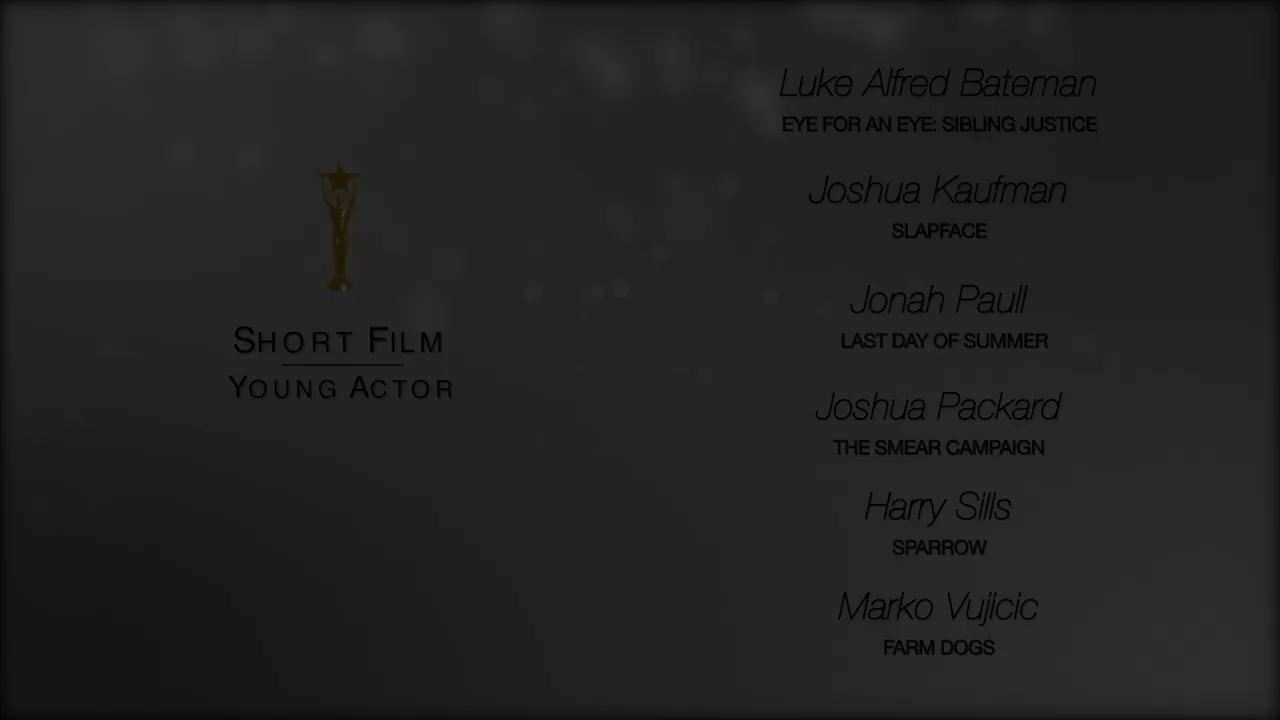 Short Film
Young Actor
Luke Alfred Bateman
EYE FOR AN EYE: SIBLING JUSTICE
Joshua Kaufman
SLAPFACE
Jonah Paull
LAST DAY OF SUMMER
Joshua Packard
THE SMEAR CAMPAIGN
Harry Sills
SPARROW
Marko Vujicic
FARM DOGS